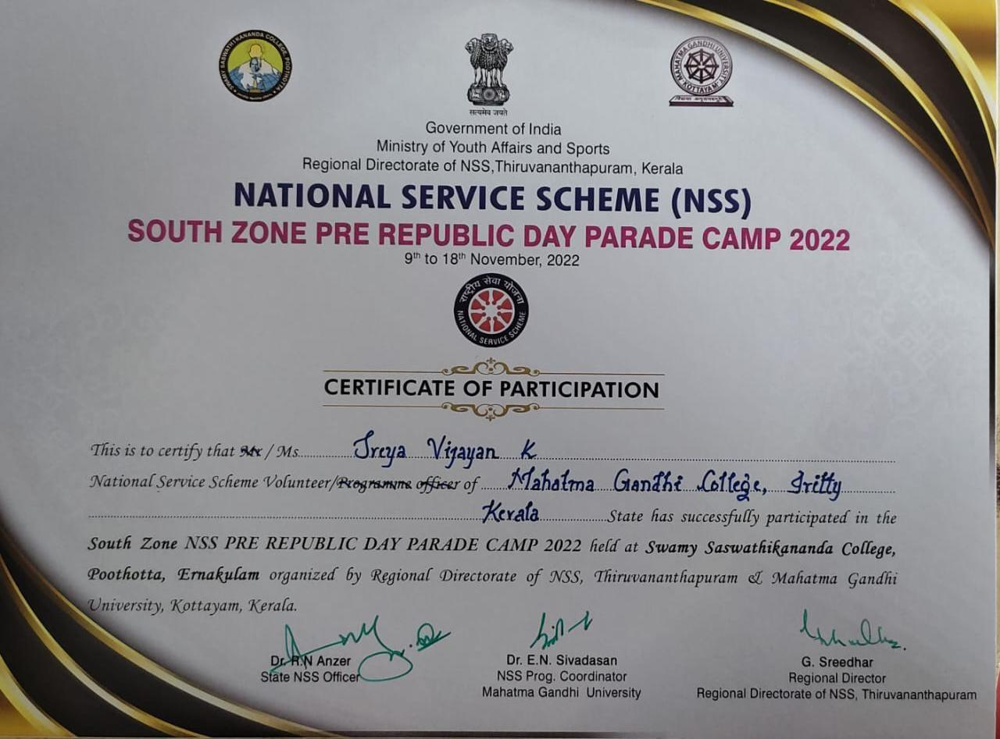 SWAMY SASWATHIKANANDA COLLEGE, POOTHOTTA
सत्यमेव जयते
MAHATMA GANDHI UNIVERSITY
KOTTAYAM
Government of India
Ministry of Youth Affairs and Sports
Regional Directorate of NSS,Thiruvananthapuram, Kerala
NATIONAL SERVICE SCHEME (NSS)
SOUTH ZONE PRE REPUBLIC DAY PARADE CAMP 2022
9th to 18th November, 2022
राष्ट्रीय सेवा योजना
NATIONAL SERVICE SCHEME
CERTIFICATE OF PARTICIPATION
This is to certify that Mr / Ms. Sreya Vijayan K
National Service Scheme Volunteer/Programme officer of Mahatma Gandhi College, Iritty
Kerala State has successfully participated in the
South Zone NSS PRE REPUBLIC DAY PARADE CAMP 2022 held at Swamy Saswathikananda College,
Poothotta, Ernakulam organized by Regional Directorate of NSS, Thiruvananthapuram & Mahatma Gandhi
University, Kottayam, Kerala.
Dr. R.N Anzer
State NSS Officer
Dr. E.N. Sivadasan
NSS Prog. Coordinator
Mahatma Gandhi University
G. Sreedhar
Regional Director
Regional Directorate of NSS, Thiruvananthapuram